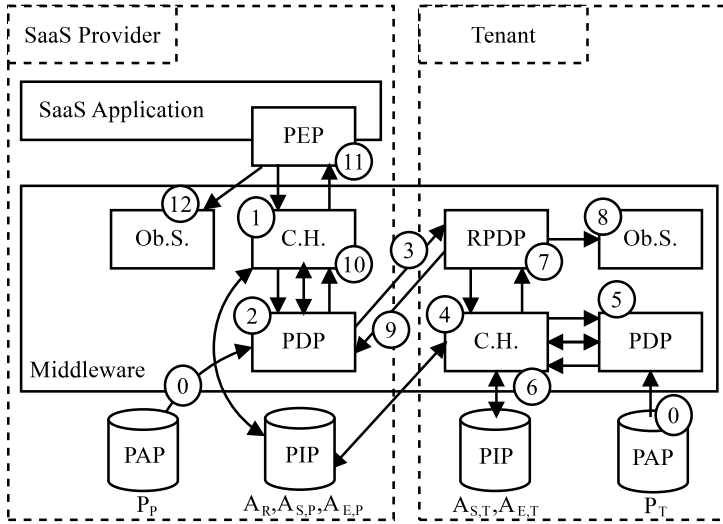 SaaS Provider
Tenant
SaaS Application
PEP
11
12
1
3
8
Ob.S.
C.H.
RPDP
Ob.S.
10
7
2
9
4
5
PDP
C.H.
PDP
Middleware
0
6
0
PAP
PIP
PIP
PAP
P_P
A_R,A_S,P,A_E,P
A_S,T,A_E,T
P_T